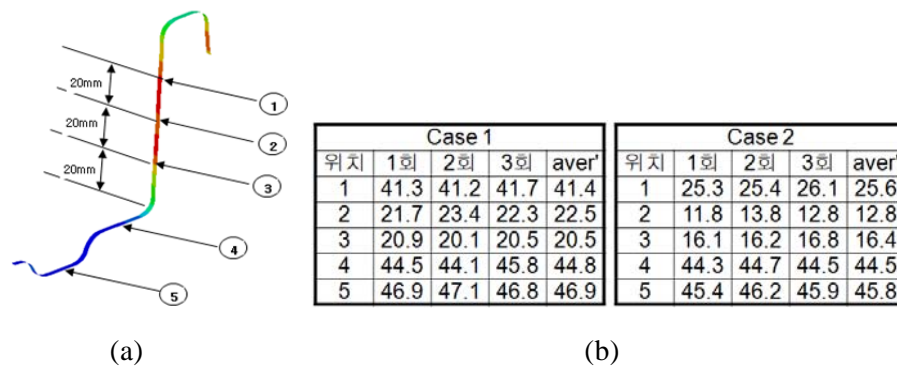 20mm
20mm
20mm
1
2
3
4
5
(a)
Case 1
위치 1회 2회 3회 aver'
1 41.3 41.2 41.7 41.4
2 21.7 23.4 22.3 22.5
3 20.9 20.1 20.5 20.5
4 44.5 44.1 45.8 44.8
5 46.9 47.1 46.8 46.9
Case 2
위치 1회 2회 3회 aver'
1 25.3 25.4 26.1 25.6
2 11.8 13.8 12.8 12.8
3 16.1 16.2 16.8 16.4
4 44.3 44.7 44.5 44.5
5 45.4 46.2 45.9 45.8
(b)